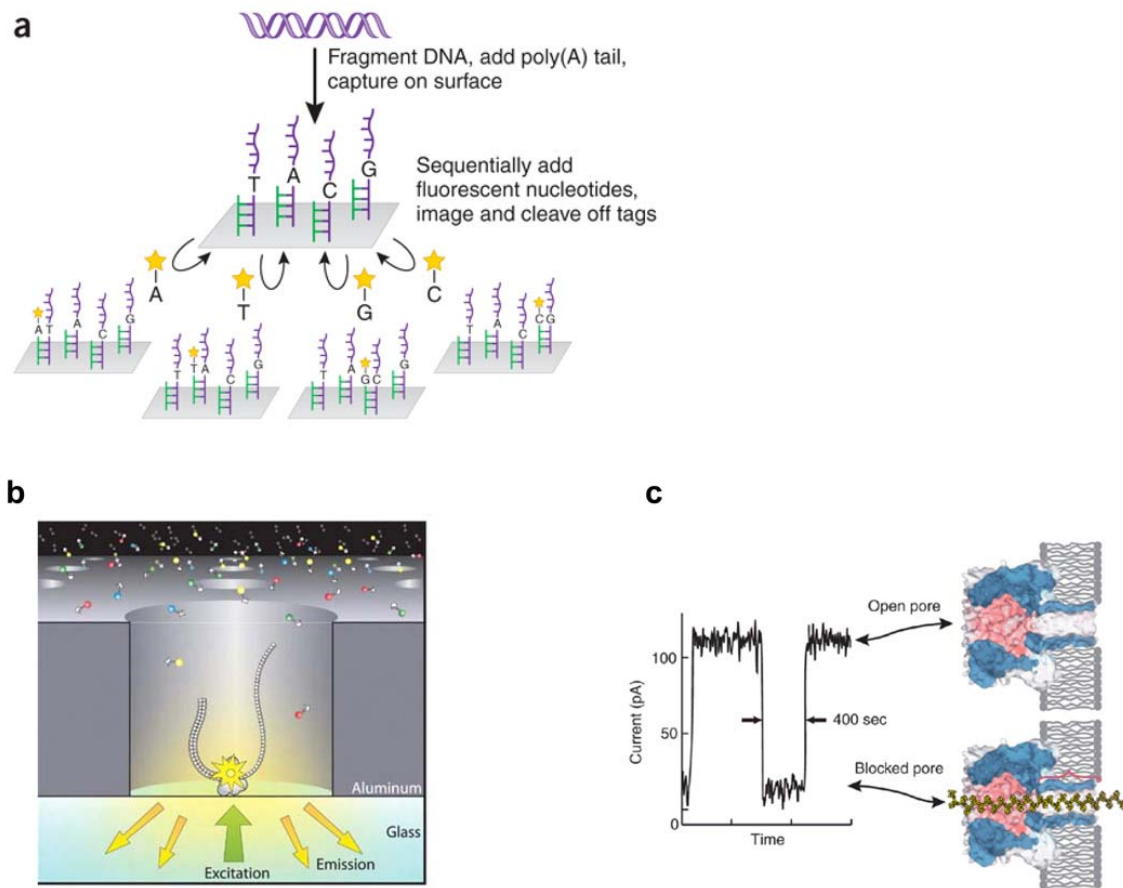 a
Fragment DNA, add poly(A) tail,
capture on surface
T
A
C
G
Sequentially add
fluorescent nucleotides,
image and cleave off tags
A
T
G
C
A T A C G
T T A C G
T A G C G
T A C C G
b
Aluminum
Glass
Excitation
Emission
c
Current (pA)
100
50
0
Time
400 sec
Open pore
Blocked pore